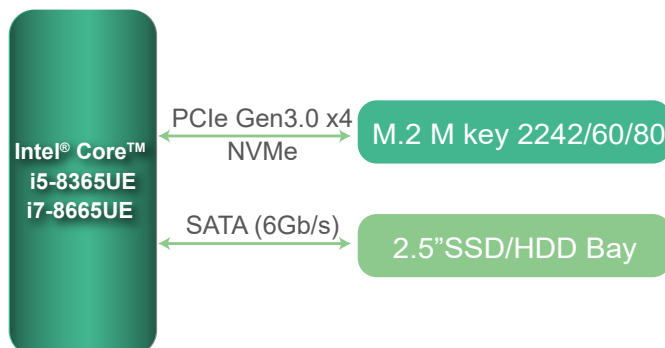 Intel® Core™
i5-8365UE
i7-8665UE
PCIe Gen3.0 x4
NVMe
M.2 M key 2242/60/80
SATA (6Gb/s)
2.5”SSD/HDD Bay